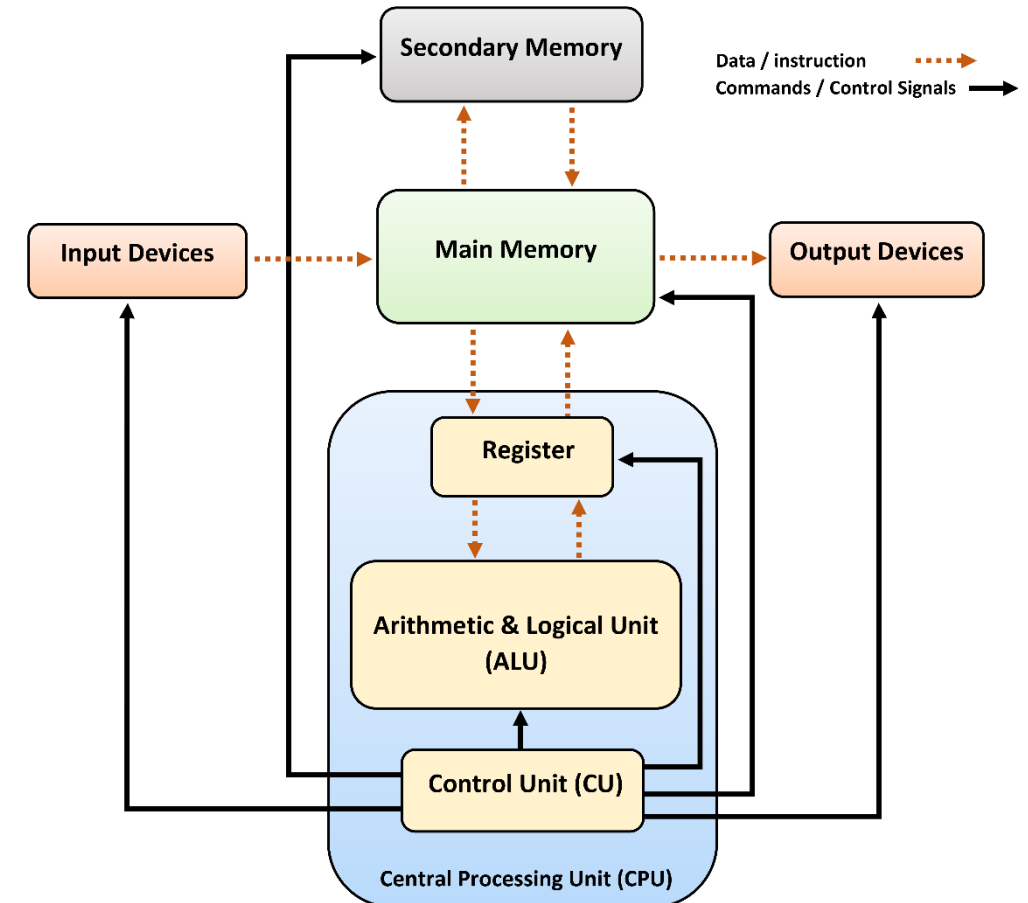 Secondary Memory
Data / instruction
Commands / Control Signals
Input Devices
Main Memory
Output Devices
Register
Arithmetic & Logical Unit
(ALU)
Control Unit (CU)
Central Processing Unit (CPU)